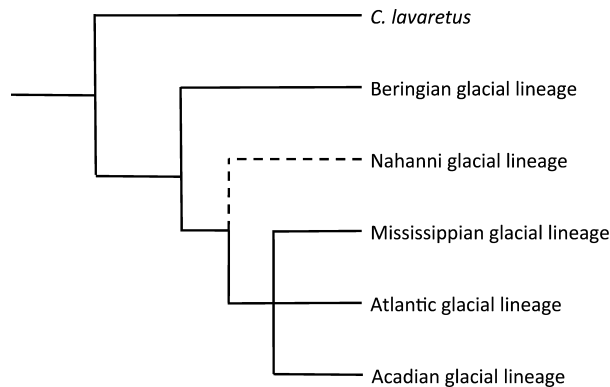 C. lavaretus
Beringian glacial lineage
Nahanni glacial lineage
Mississippian glacial lineage
Atlantic glacial lineage
Acadian glacial lineage